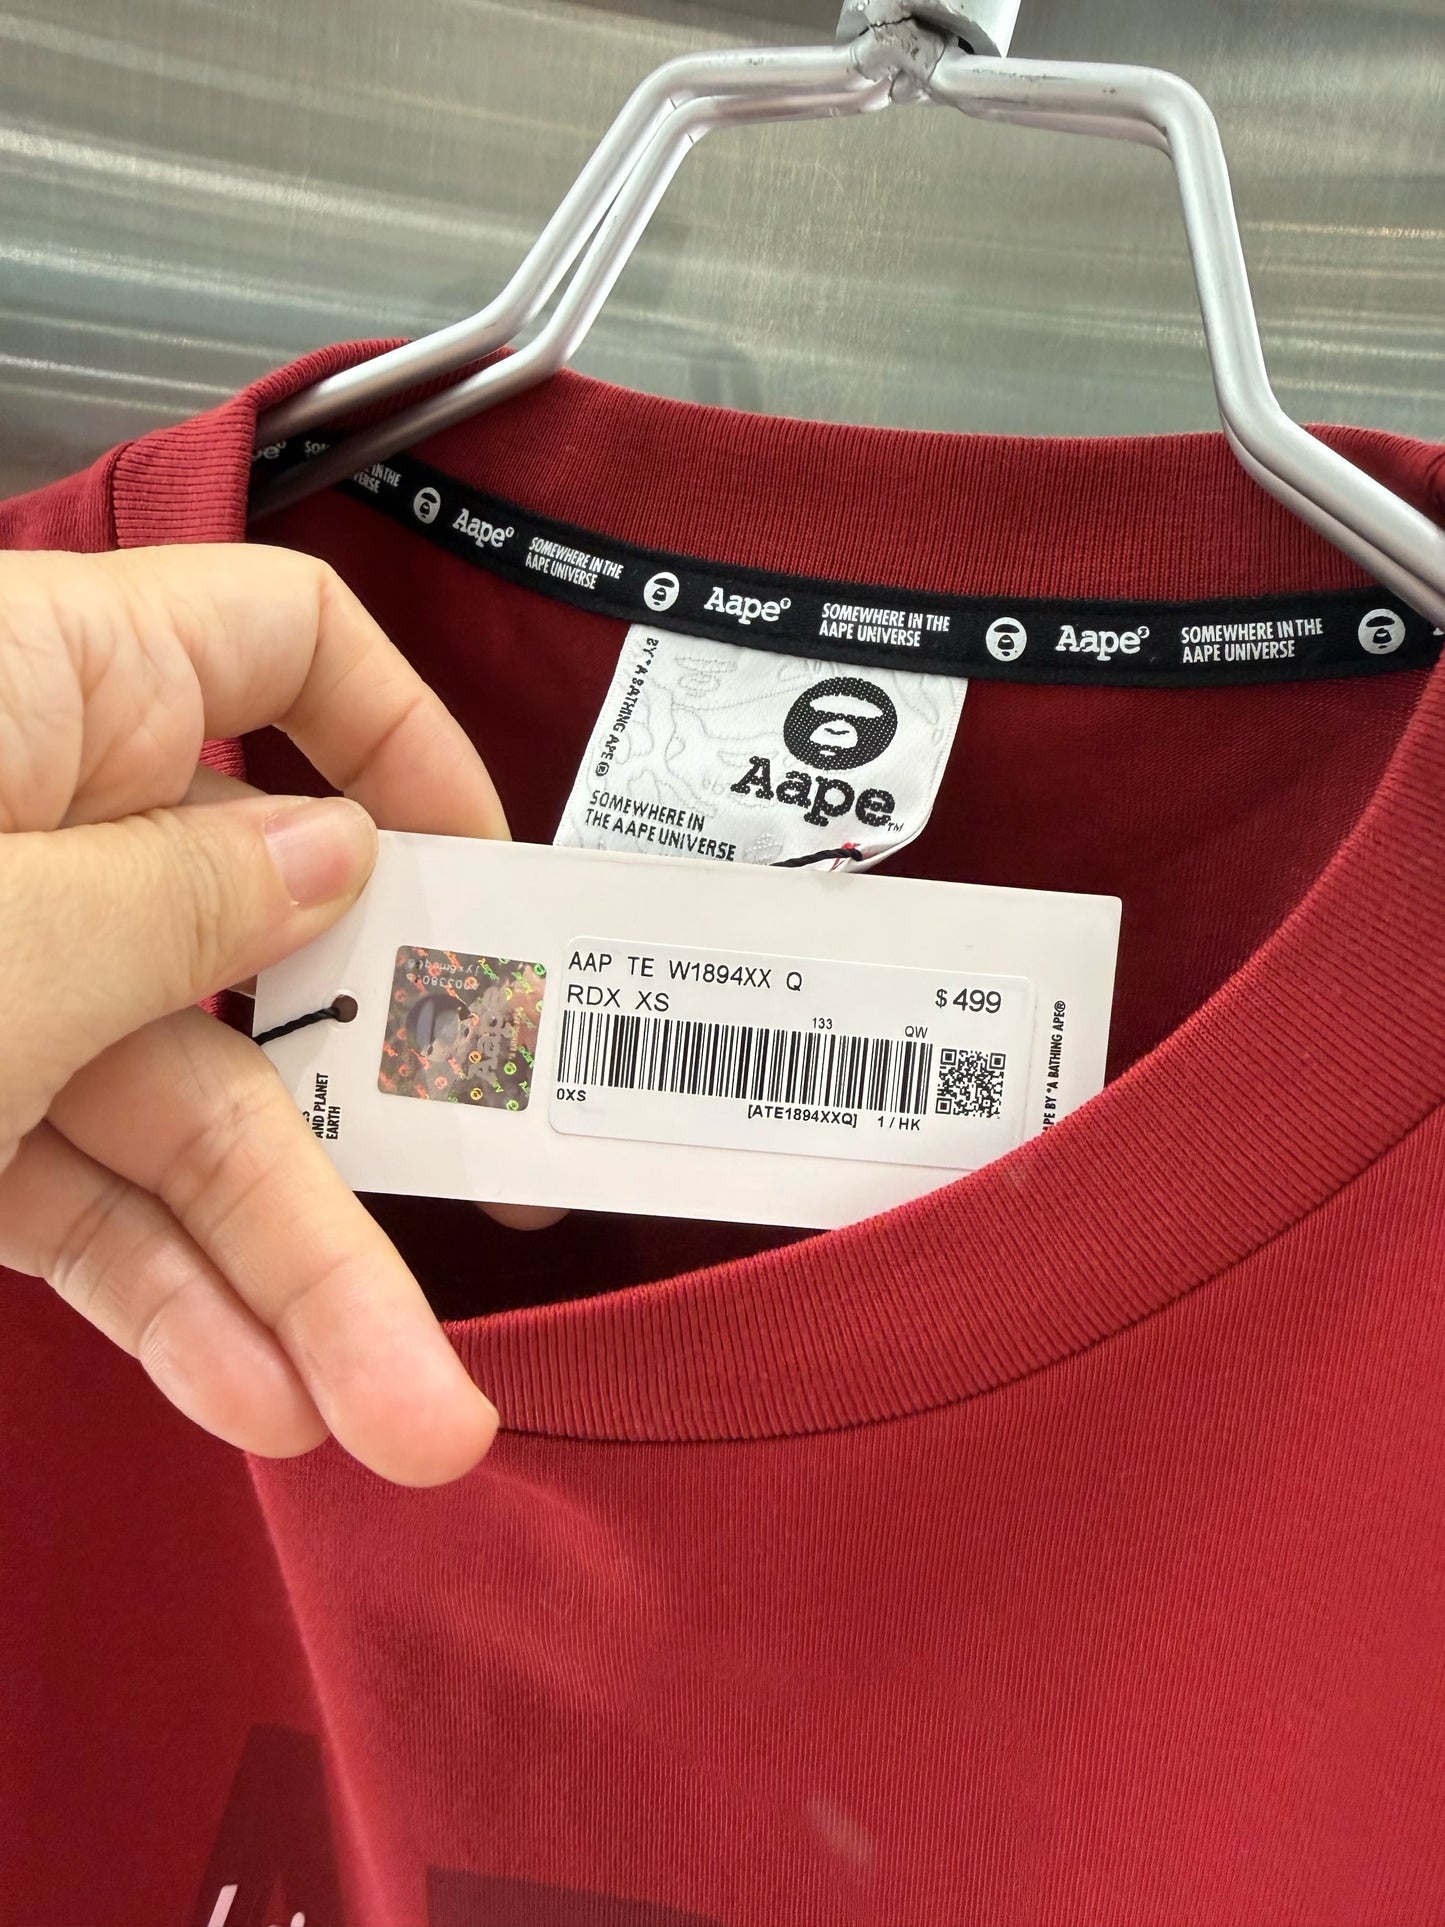 Aape
SOMEWHERE IN THE
AAPE UNIVERSE
Aape
SOMEWHERE IN THE
AAPE UNIVERSE
Aape
SOMEWHERE IN THE
AAPE UNIVERSE
BY *A BATHING APE®
Aape™
SOMEWHERE IN
THE AAPE UNIVERSE
AAP TE W1894XX Q
RDX XS
$499
133
QW
0XS
[ATE1894XXQ]
1/HK
AND PLANET
EARTH
APE BY *A BATHING APE®